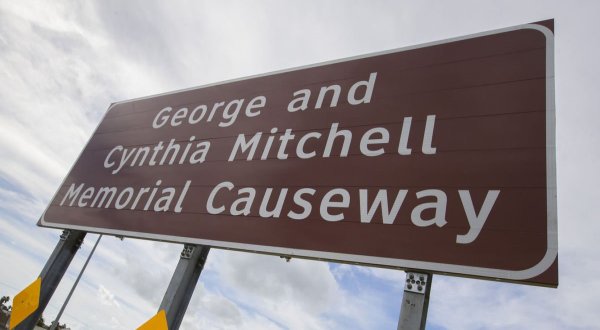 George and
Cynthia Mitchell
Memorial Causeway